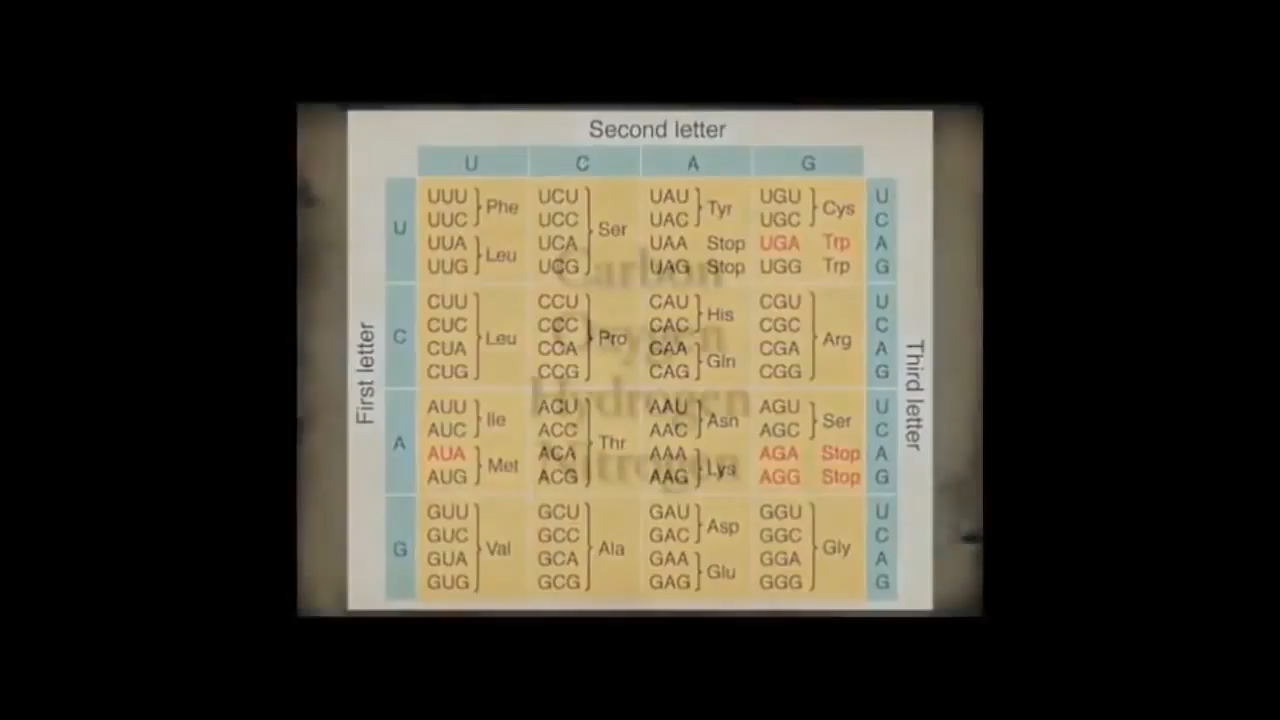 Second letter
U C A G
First letter
Third letter
U
UUU Phe UCU Ser UAU Tyr UGU Cys U
UUC UCC UAC UGC C
UUA Leu UCA UAA Stop UGA Trp A
UUG UCG UAG Stop UGG Trp G
C
CUU Leu CCU Pro CAU His CGU Arg U
CUC CCC CAC CGC C
CUA CCA CAA Gln CGA A
CUG CCG CAG CGG G
A
AUU Ile ACU Thr AAU Asn AGU Ser U
AUC ACC AAC AGC C
AUA Met ACA AAA Lys AGA Stop A
AUG ACG AAG AGG Stop G
G
GUU Val GCU Ala GAU Asp GGU Gly U
GUC GCC GAC GGC C
GUA GCA GAA Glu GGA A
GUG GCG GAG GGG G
Carbon
Oxygen
Hydrogen
Nitrogen